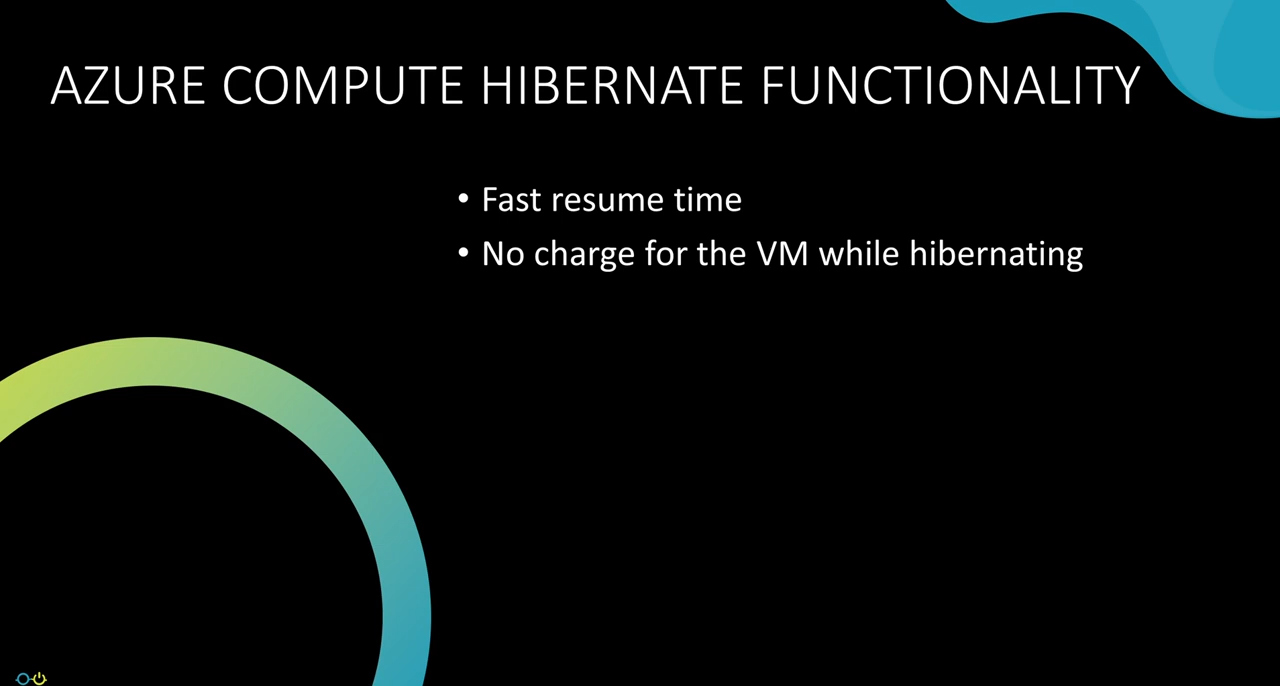 AZURE COMPUTE HIBERNATE FUNCTIONALITY
• Fast resume time
• No charge for the VM while hibernating